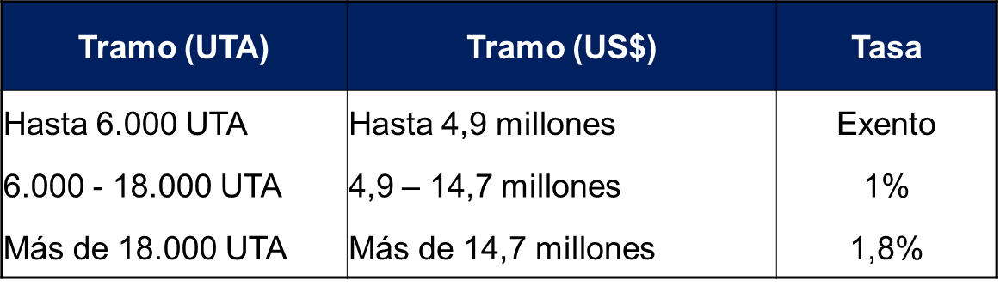 Tramo (UTA) Tramo (US$) Tasa
Hasta 6.000 UTA Hasta 4,9 millones Exento
6.000 - 18.000 UTA 4,9 – 14,7 millones 1%
Más de 18.000 UTA Más de 14,7 millones 1,8%